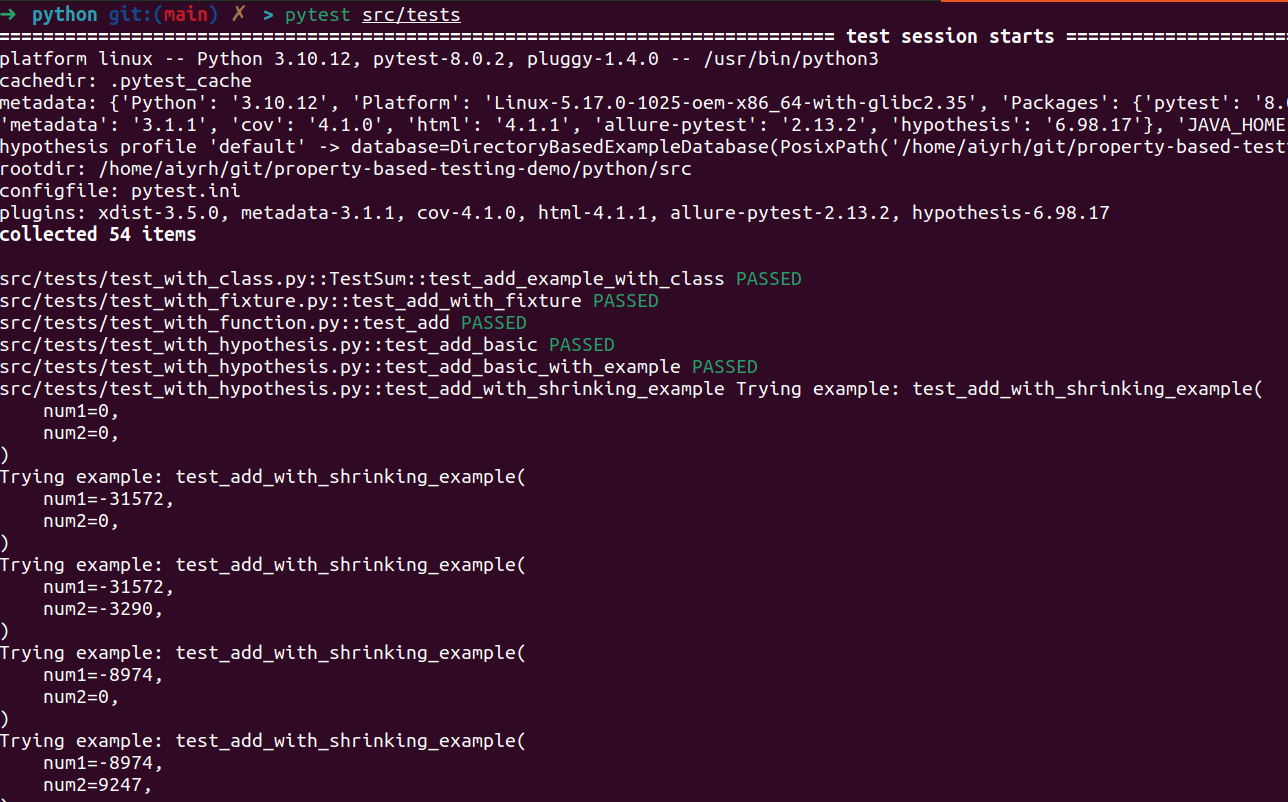 → python git:(main) ✗ > pytest src/tests
============================================================================ test session starts ====================
platform linux -- Python 3.10.12, pytest-8.0.2, pluggy-1.4.0 -- /usr/bin/python3
cachedir: .pytest_cache
metadata: {'Python': '3.10.12', 'Platform': 'Linux-5.17.0-1025-oem-x86_64-with-glibc2.35', 'Packages': {'pytest': '8.0
'metadata': '3.1.1', 'cov': '4.1.0', 'html': '4.1.1', 'allure-pytest': '2.13.2', 'hypothesis': '6.98.17'}, 'JAVA_HOME
hypothesis profile 'default' -> database=DirectoryBasedExampleDatabase(PosixPath('/home/aiyrh/git/property-based-test
rootdir: /home/aiyrh/git/property-based-testing-demo/python/src
configfile: pytest.ini
plugins: xdist-3.5.0, metadata-3.1.1, cov-4.1.0, html-4.1.1, allure-pytest-2.13.2, hypothesis-6.98.17
collected 54 items
src/tests/test_with_class.py::TestSum::test_add_example_with_class PASSED
src/tests/test_with_fixture.py::test_add_with_fixture PASSED
src/tests/test_with_function.py::test_add PASSED
src/tests/test_with_hypothesis.py::test_add_basic PASSED
src/tests/test_with_hypothesis.py::test_add_basic_with_example PASSED
src/tests/test_with_hypothesis.py::test_add_with_shrinking_example Trying example: test_add_with_shrinking_example(
    num1=0,
    num2=0,
)
Trying example: test_add_with_shrinking_example(
    num1=-31572,
    num2=0,
)
Trying example: test_add_with_shrinking_example(
    num1=-31572,
    num2=-3290,
)
Trying example: test_add_with_shrinking_example(
    num1=-8974,
    num2=0,
)
Trying example: test_add_with_shrinking_example(
    num1=-8974,
    num2=9247,
)